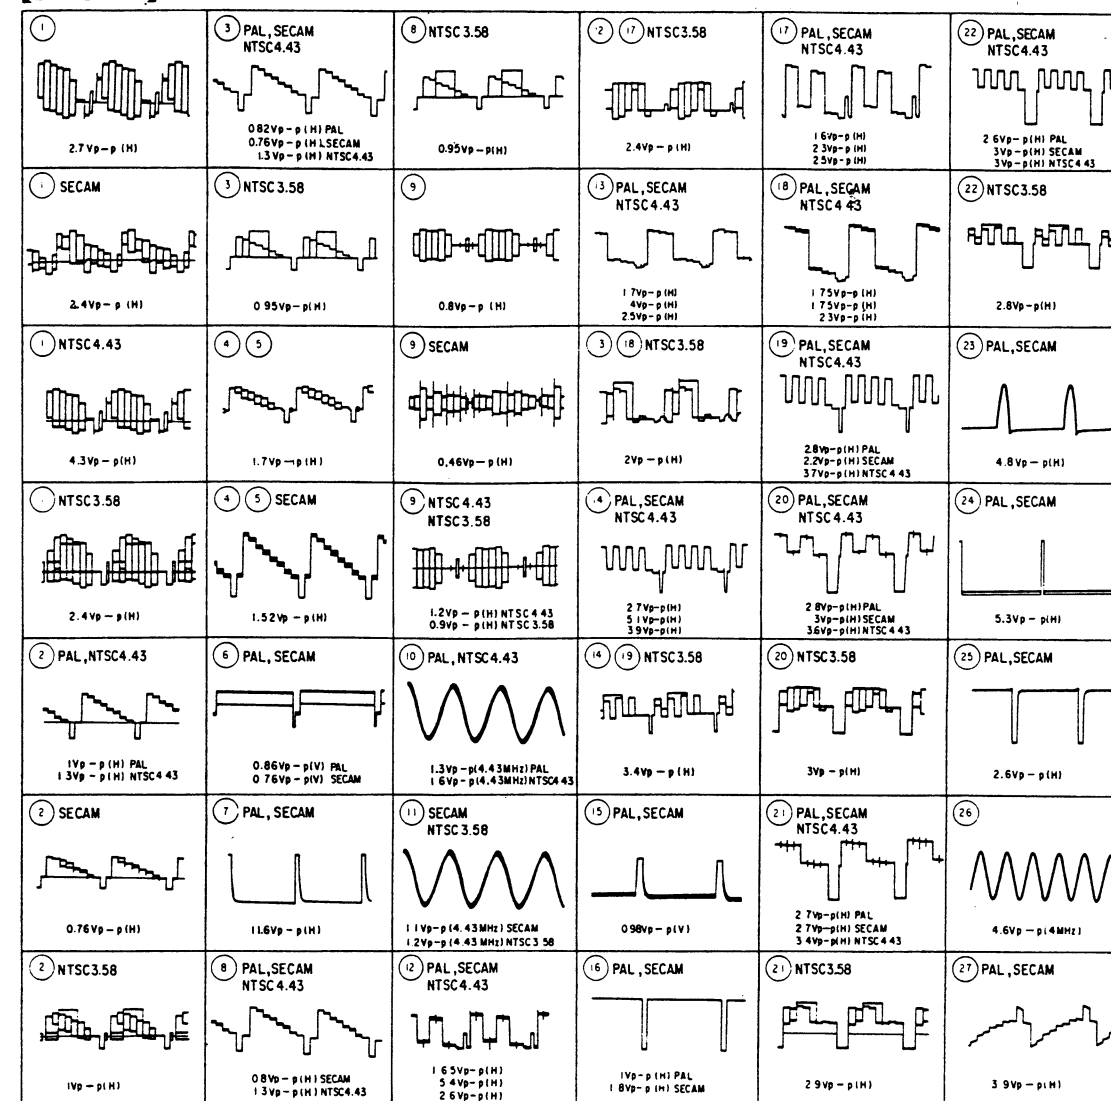 1
2.7Vp-p (H)
3 PAL,SECAM
NTSC4.43
0.82Vp-p(H) PAL
0.76Vp-p(H)SECAM
1.3Vp-p(H) NTSC4.43
8 NTSC3.58
0.95Vp-p(H)
2 17 NTSC3.58
2.4Vp-p(H)
17 PAL,SECAM
NTSC4.43
1 6Vp-p(H)
2 3Vp-p(H)
2.5Vp-p(H)
22 PAL,SECAM
NTSC4.43
2 6Vp-p(H) PAL
3Vp-p(H) SECAM
3Vp-p(H) NTSC4 43
1 SECAM
2.4Vp-p (H)
3 NTSC3.58
0 95Vp-p(H)
9
0.8Vp-p (H)
13 PAL,SECAM
NTSC4.43
1 7Vp-p(H)
4Vp-p(H)
2.5Vp-p(H)
18 PAL,SECAM
NTSC4 43
1 75Vp-p(H)
1 75Vp-p(H)
2 3Vp-p(H)
22 NTSC3.58
2.8Vp-p(H)
1 NTSC4.43
4.3Vp-p(H)
4 5
1.7Vp-p(H)
9 SECAM
0.46Vp-p(H)
3 18 NTSC3.58
2Vp-p(H)
19 PAL,SECAM
NTSC4.43
2.8Vp-p(H)PAL
2.2Vp-p(H)SECAM
3.7Vp-p(H)NTSC4 43
23 PAL,SECAM
4.8Vp-p(H)
1 NTSC3.58
2.4Vp-p(H)
4 5 SECAM
1.52Vp-p(H)
9 NTSC4.43
NTSC3.58
1.2Vp-p(H)NTSC4 43
0.9Vp-p(H)NTSC3.58
14 PAL,SECAM
NTSC4.43
2 7Vp-p(H)
5 1Vp-p(H)
3 9Vp-p(H)
20 PAL,SECAM
NTSC4.43
2 8Vp-p(H)PAL
3Vp-p(H)SECAM
3.6Vp-p(H)NTSC4 43
24 PAL,SECAM
5.3Vp-p(H)
2 PAL,NTSC4.43
1Vp-p(H) PAL
1 3Vp-p(H) NTSC4 43
6 PAL,SECAM
0.86Vp-p(V) PAL
0 76Vp-p(V) SECAM
10 PAL,NTSC4.43
1.3Vp-p(4.43MHz)PAL
1 6Vp-p(4.43MHz)NTSC4.43
14 19 NTSC3.58
3.4Vp-p(H)
20 NTSC3.58
3Vp-p(H)
25 PAL,SECAM
2.6Vp-p(H)
2 SECAM
0.76Vp-p(H)
7 PAL,SECAM
11.6Vp-p(H)
11 SECAM
NTSC3.58
1 1Vp-p(4.43MHz) SECAM
1.2Vp-p(4.43MHz)NTSC3 58
15 PAL,SECAM
0.98Vp-p(V)
21 PAL,SECAM
NTSC4.43
2 7Vp-p(H) PAL
2 7Vp-p(H) SECAM
3 4Vp-p(H) NTSC4 43
26
4.6Vp-p(4MHz)
2 NTSC3.58
1Vp-p(H)
8 PAL,SECAM
NTSC4.43
0 8Vp-p(H)SECAM
1 3Vp-p(H)NTSC4.43
12 PAL,SECAM
NTSC4.43
1 65Vp-p(H)
5 4Vp-p(H)
2 6Vp-p(H)
16 PAL,SECAM
1Vp-p(H) PAL
1 8Vp-p(H) SECAM
21 NTSC3.58
2 9Vp-p(H)
27 PAL,SECAM
3 9Vp-p(H)